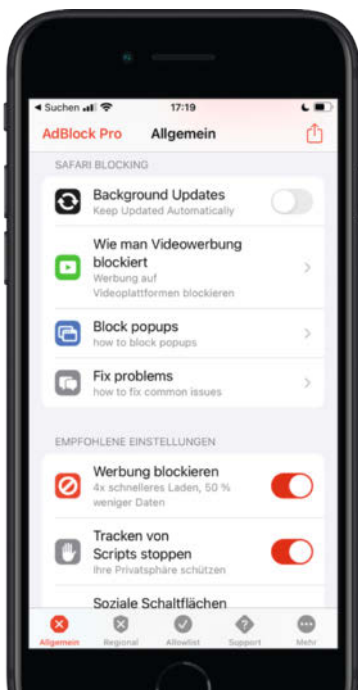 Suchen
17:19
AdBlock Pro
Allgemein
SAFARI BLOCKING
Background Updates
Keep Updated Automatically
Wie man Videowerbung
blockiert
Werbung auf
Videoplattformen blockieren
Block popups
how to block popups
Fix problems
how to fix common issues
EMPFOHLENE EINSTELLUNGEN
Werbung blockieren
4x schnelleres Laden, 50 %
weniger Daten
Tracken von
Scripts stoppen
Ihre Privatsphäre schützen
Soziale Schaltflächen
Allgemein
Regional
Allowlist
Support
Mehr